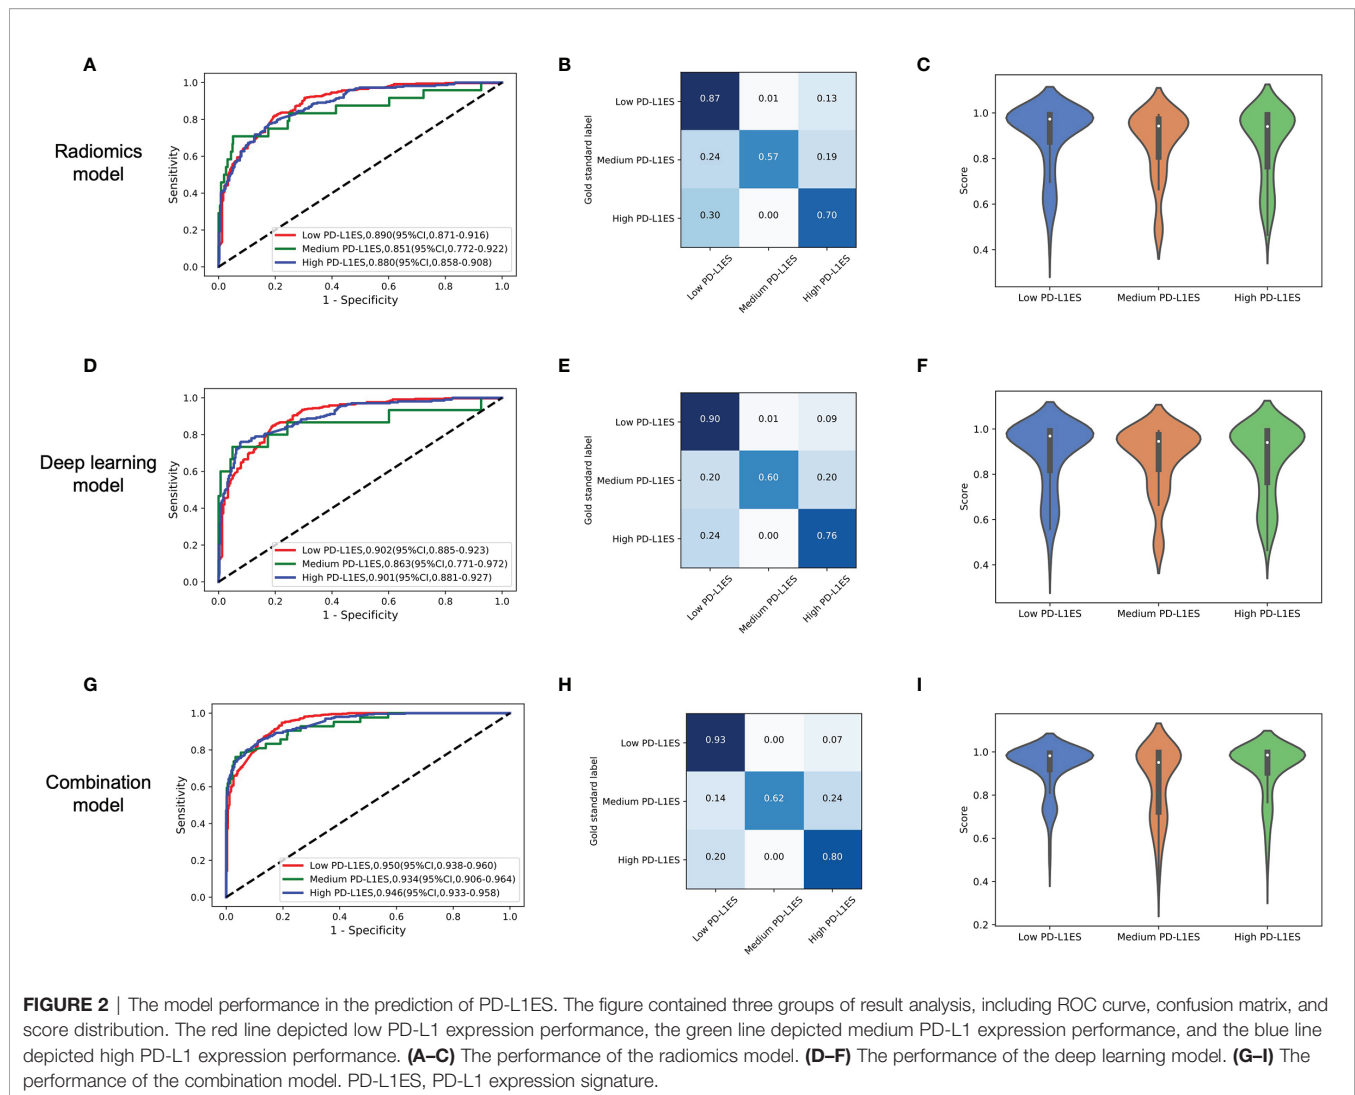 A
B
C
Radiomics
model
Sensitivity
1.0
0.8
0.6
0.4
0.2
0.0
Low PD-L1ES,0.890(95%CI,0.871-0.916)
Medium PD-L1ES,0.851(95%CI,0.772-0.922)
High PD-L1ES,0.880(95%CI,0.858-0.908)
0.0 0.2 0.4 0.6 0.8 1.0
1 - Specificity
Gold standard label
Low PD-L1ES 0.87 0.01 0.13
Medium PD-L1ES 0.24 0.57 0.19
High PD-L1ES 0.30 0.00 0.70
Low PD-L1ES Medium PD-L1ES High PD-L1ES
Score
1.0
0.8
0.6
0.4
Low PD-L1ES Medium PD-L1ES High PD-L1ES
D
E
F
Deep learning
model
Sensitivity
1.0
0.8
0.6
0.4
0.2
0.0
Low PD-L1ES,0.902(95%CI,0.885-0.923)
Medium PD-L1ES,0.863(95%CI,0.771-0.972)
High PD-L1ES,0.901(95%CI,0.881-0.927)
0.0 0.2 0.4 0.6 0.8 1.0
1 - Specificity
Gold standard label
Low PD-L1ES 0.90 0.01 0.09
Medium PD-L1ES 0.20 0.60 0.20
High PD-L1ES 0.24 0.00 0.76
Low PD-L1ES Medium PD-L1ES High PD-L1ES
Score
1.0
0.8
0.6
0.4
Low PD-L1ES Medium PD-L1ES High PD-L1ES
G
H
I
Combination
model
Sensitivity
1.0
0.8
0.6
0.4
0.2
0.0
Low PD-L1ES,0.950(95%CI,0.938-0.960)
Medium PD-L1ES,0.934(95%CI,0.906-0.964)
High PD-L1ES,0.946(95%CI,0.933-0.958)
0.0 0.2 0.4 0.6 0.8 1.0
1 - Specificity
Gold standard label
Low PD-L1ES 0.93 0.00 0.07
Medium PD-L1ES 0.14 0.62 0.24
High PD-L1ES 0.20 0.00 0.80
Low PD-L1ES Medium PD-L1ES High PD-L1ES
Score
1.0
0.8
0.6
0.4
0.2
Low PD-L1ES Medium PD-L1ES High PD-L1ES
FIGURE 2 | The model performance in the prediction of PD-L1ES. The figure contained three groups of result analysis, including ROC curve, confusion matrix, and
score distribution. The red line depicted low PD-L1 expression performance, the green line depicted medium PD-L1 expression performance, and the blue line
depicted high PD-L1 expression performance. (A–C) The performance of the radiomics model. (D–F) The performance of the deep learning model. (G–I) The
performance of the combination model. PD-L1ES, PD-L1 expression signature.